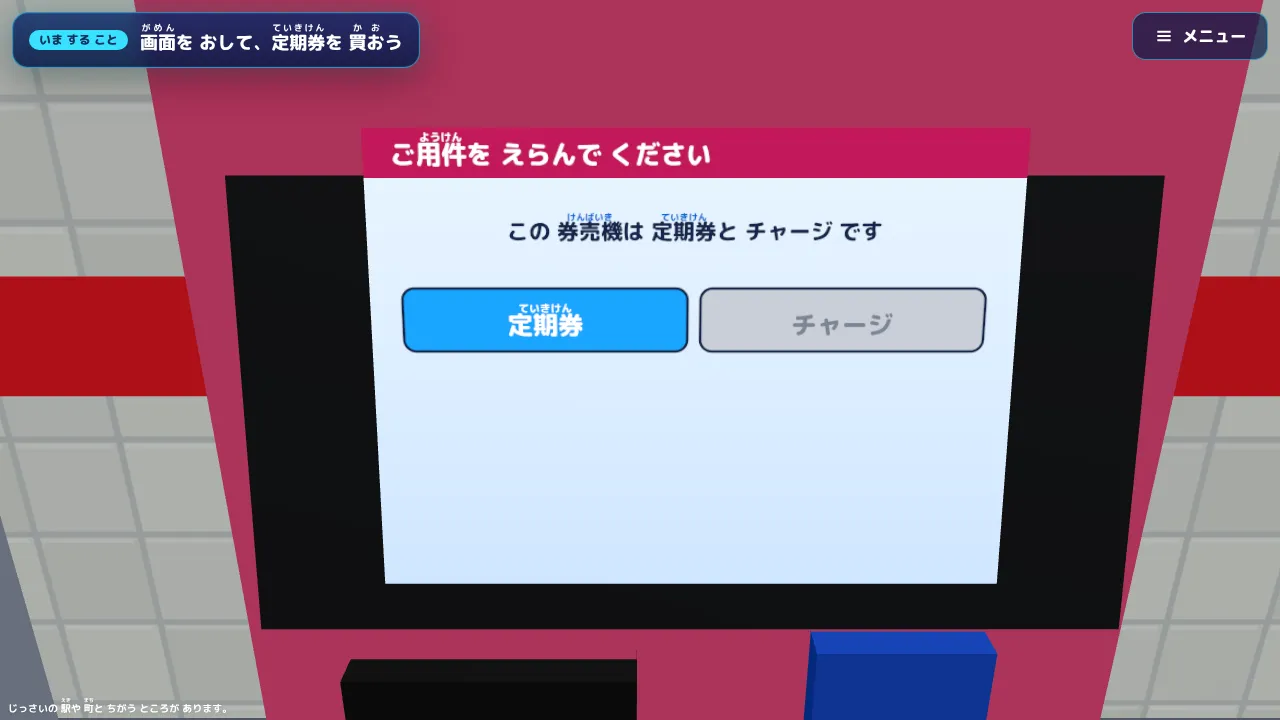 いま する こと
画面を おして、定期券を 買おう
メニュー
ご用件を えらんで ください
この 券売機は 定期券と チャージ です
定期券
チャージ
じっさいの 駅や 町と ちがう ところが あります。